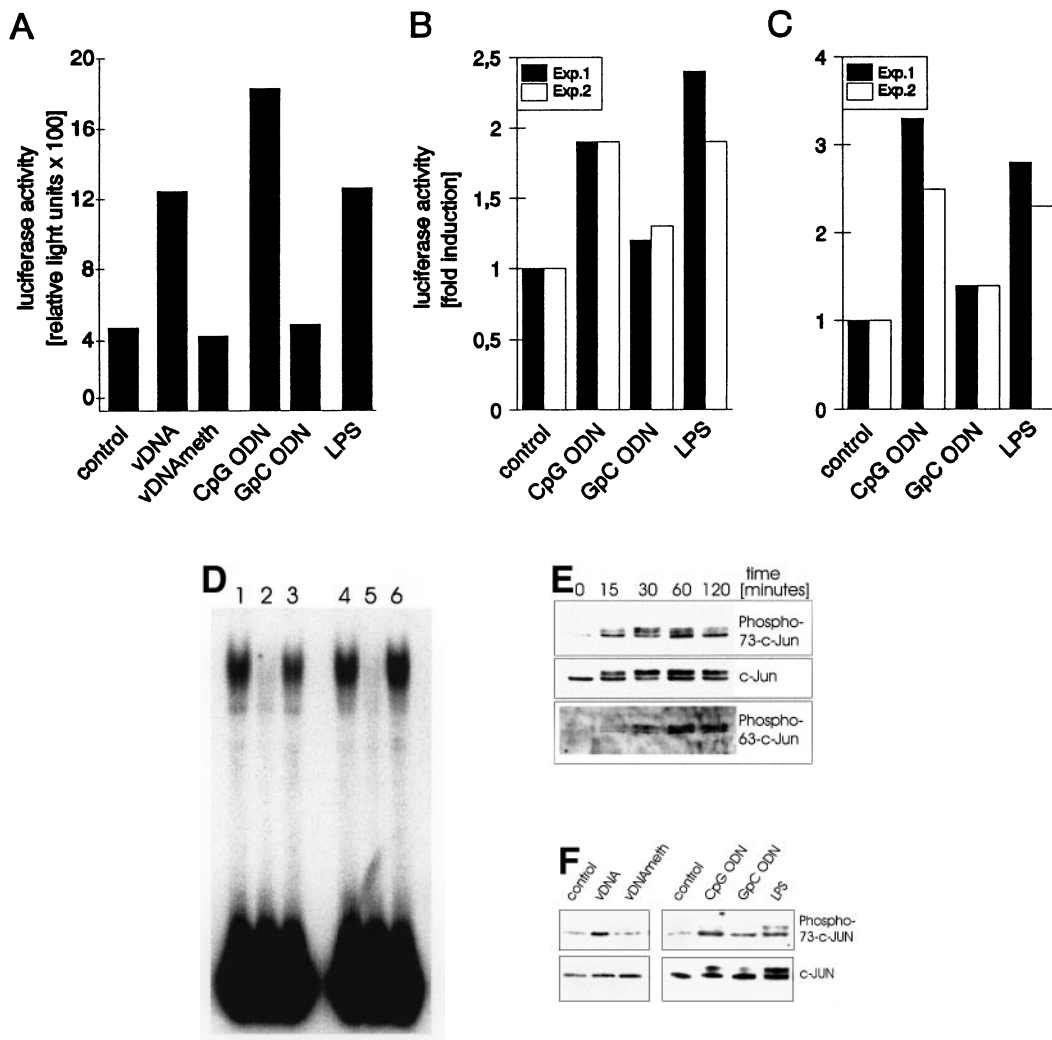 A
luciferase activity
[relative light units x 100]
20
16
12
8
4
0
control
vDNA
vDNAmeth
CpG ODN
GpC ODN
LPS
B
luciferase activity
[fold induction]
2,5
2
1,5
1
0,5
0
Exp.1
Exp.2
control
CpG ODN
GpC ODN
LPS
C
4
3
2
1
0
Exp.1
Exp.2
control
CpG ODN
GpC ODN
LPS
D
1 2 3 4 5 6
E
0 15 30 60 120 time
[minutes]
Phospho-
73-c-Jun
c-Jun
Phospho-
63-c-Jun
F
control
vDNA
vDNAmeth
control
CpG ODN
GpC ODN
LPS
Phospho-
73-c-JUN
c-JUN